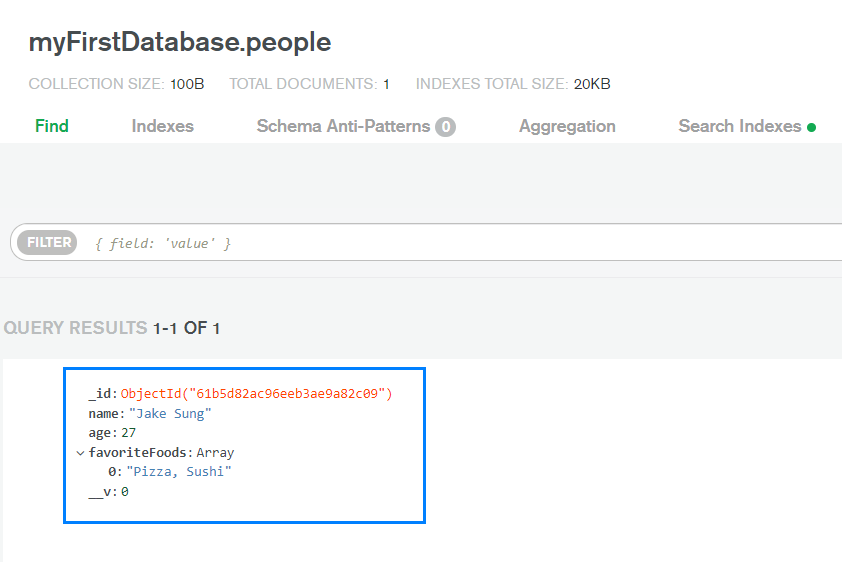 myFirstDatabase.people
COLLECTION SIZE: 100B TOTAL DOCUMENTS: 1 INDEXES TOTAL SIZE: 20KB
Find Indexes Schema Anti-Patterns 0 Aggregation Search Indexes
FILTER { field: 'value' }
QUERY RESULTS 1-1 OF 1
_id: ObjectId("61b5d82ac96eeb3ae9a82c09")
name: "Jake Sung"
age: 27
favoriteFoods: Array
0: "Pizza, Sushi"
__v: 0